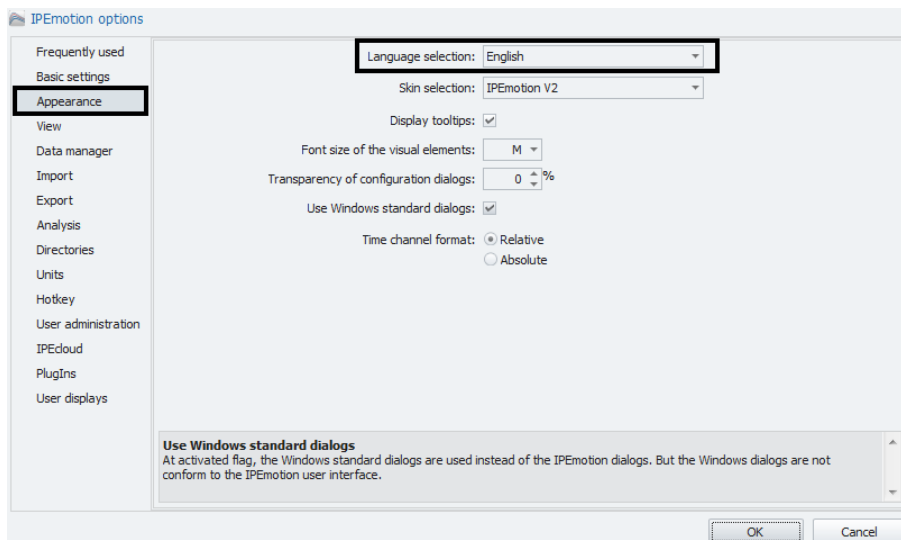 IPEmotion options
Frequently used
Basic settings
Appearance
View
Data manager
Import
Export
Analysis
Directories
Units
Hotkey
User administration
IPEcloud
PlugIns
User displays
Language selection: English
Skin selection: IPEmotion V2
Display tooltips:
Font size of the visual elements: M
Transparency of configuration dialogs: 0 %
Use Windows standard dialogs:
Time channel format: Relative
Absolute
Use Windows standard dialogs
At activated flag, the Windows standard dialogs are used instead of the IPEmotion dialogs. But the Windows dialogs are not
conform to the IPEmotion user interface.
OK Cancel